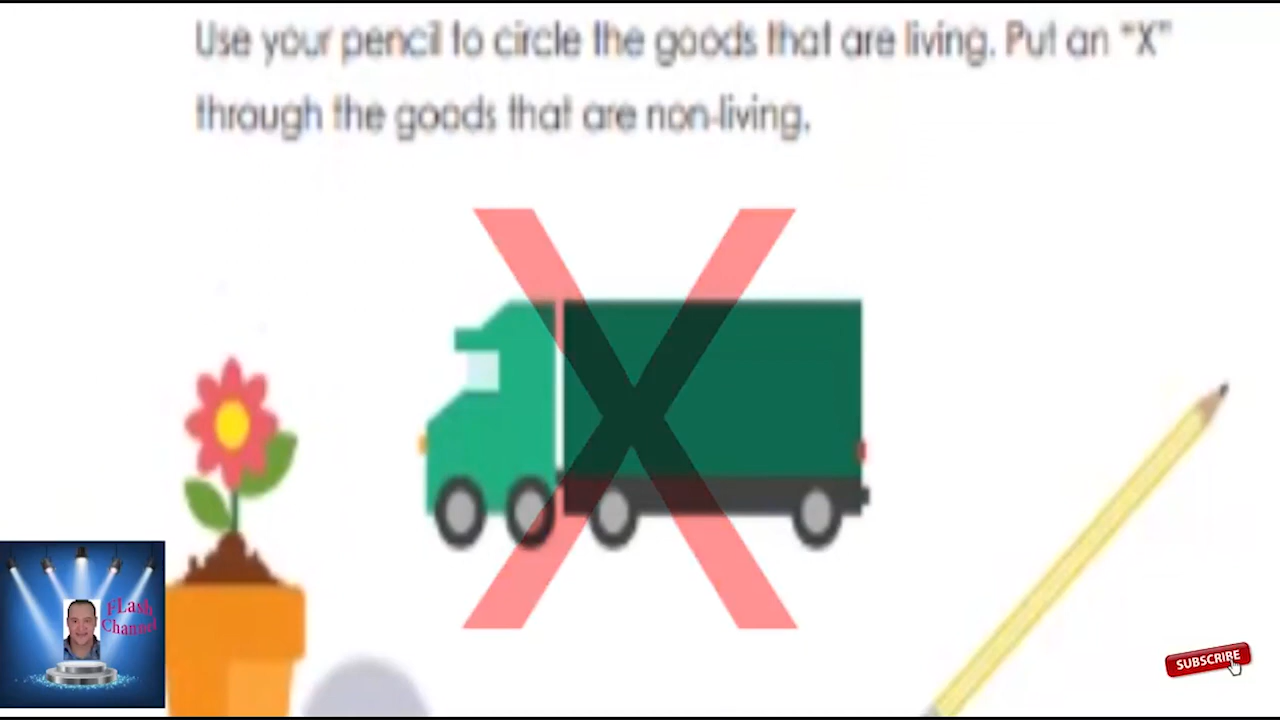 Use your pencil to circle the goods that are living. Put an "X"
through the goods that are non-living.
X
fLash
Channel
SUBSCRIBE